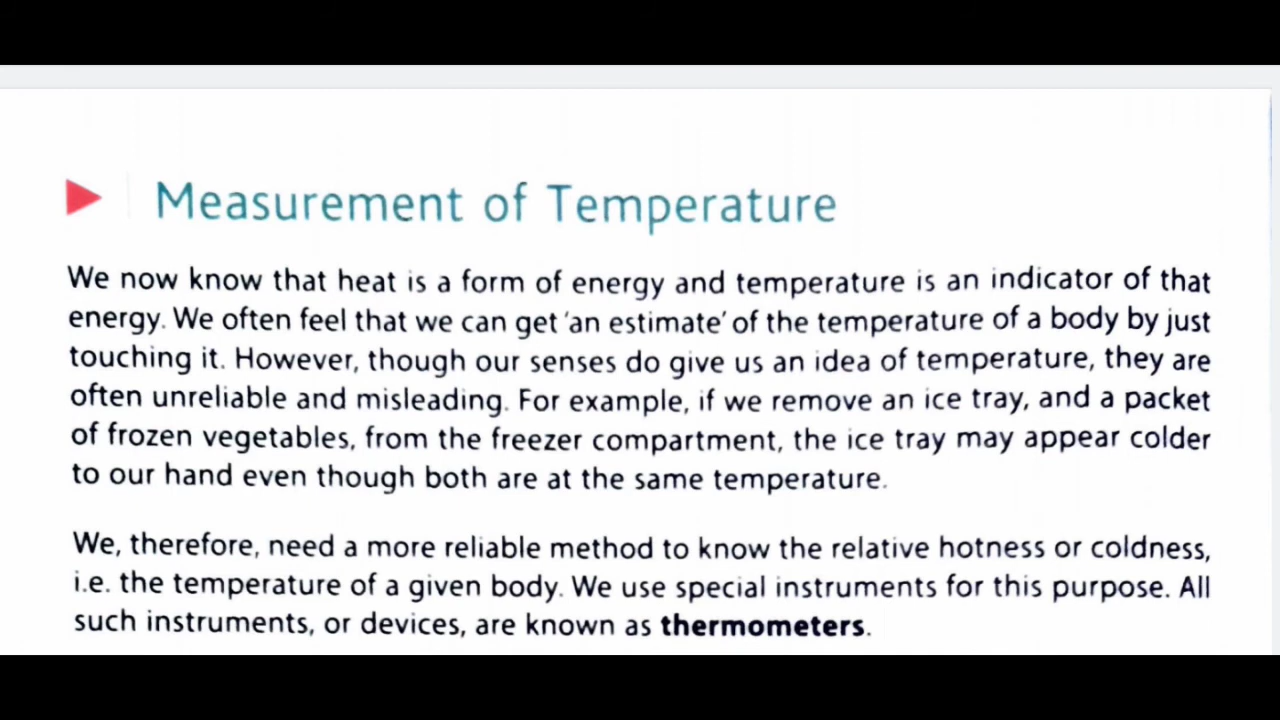 Measurement of Temperature
We now know that heat is a form of energy and temperature is an indicator of that
energy. We often feel that we can get 'an estimate' of the temperature of a body by just
touching it. However, though our senses do give us an idea of temperature, they are
often unreliable and misleading. For example, if we remove an ice tray, and a packet
of frozen vegetables, from the freezer compartment, the ice tray may appear colder
to our hand even though both are at the same temperature.
We, therefore, need a more reliable method to know the relative hotness or coldness,
i.e. the temperature of a given body. We use special instruments for this purpose. All
such instruments, or devices, are known as thermometers.